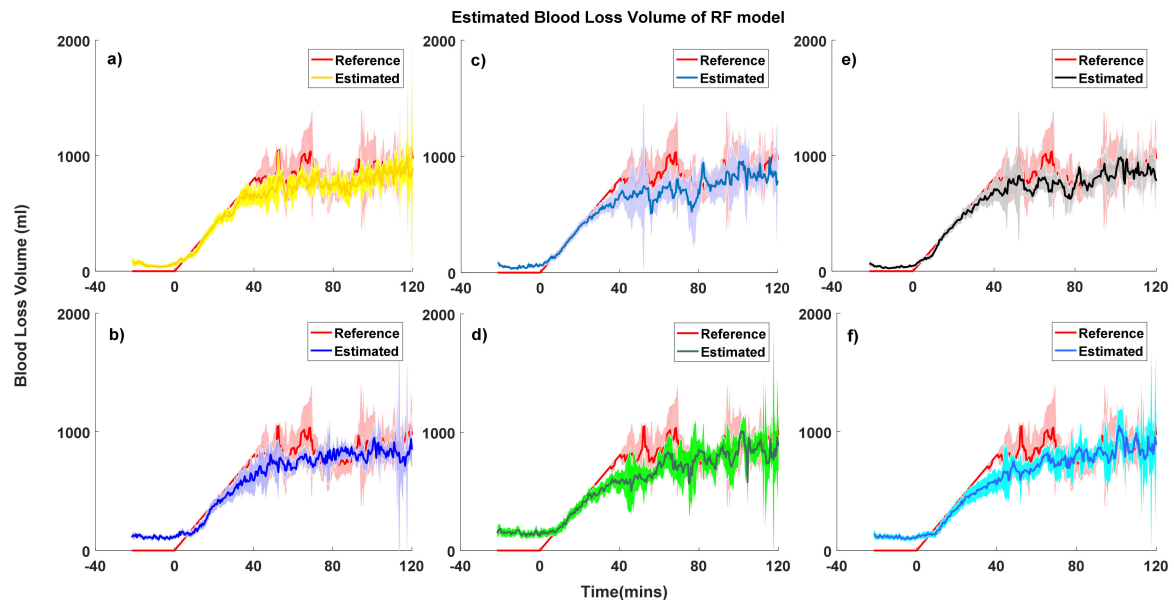 Estimated Blood Loss Volume of RF model
Blood Loss Volume (ml)
a)
Reference
Estimated
2000
1000
0
-40 0 40 80 120
c)
Reference
Estimated
2000
1000
0
-40 0 40 80 120
e)
Reference
Estimated
2000
1000
0
-40 0 40 80 120
b)
Reference
Estimated
2000
1000
0
-40 0 40 80 120
d)
Reference
Estimated
2000
1000
0
-40 0 40 80 120
f)
Reference
Estimated
2000
1000
0
-40 0 40 80 120
Time(mins)